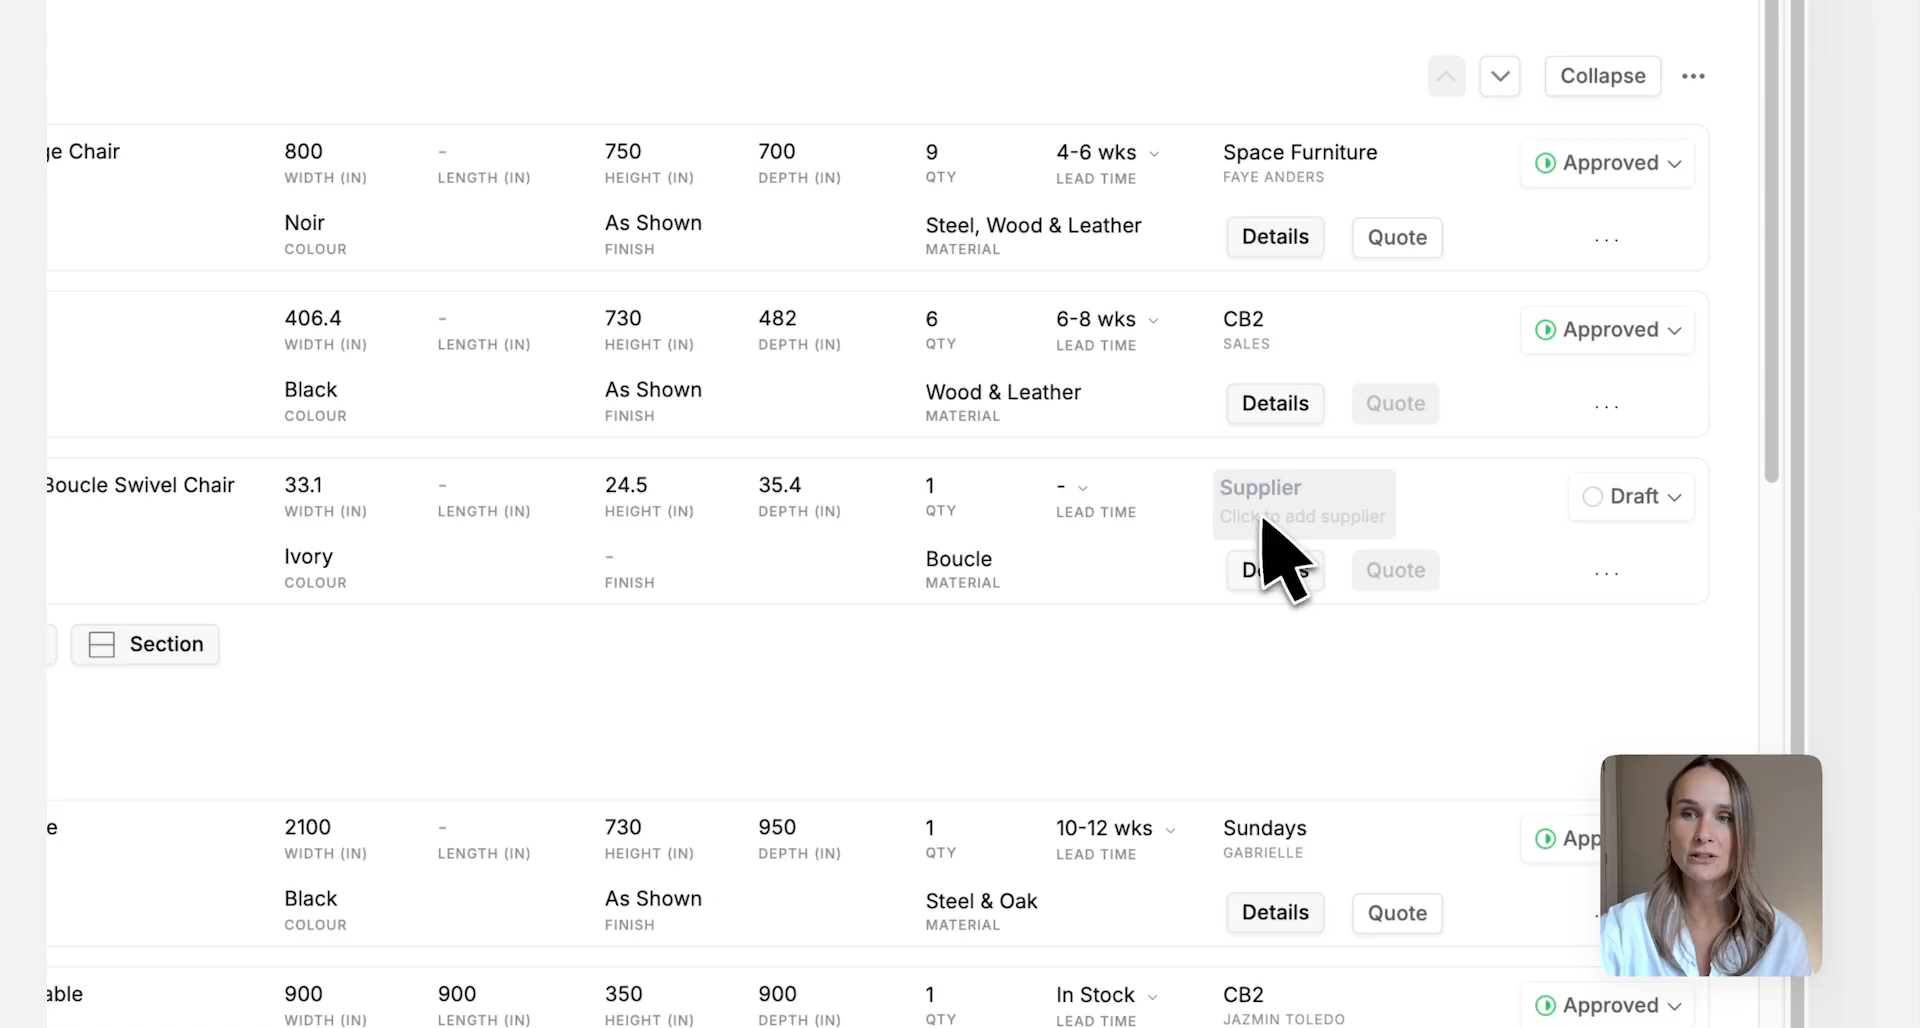 Collapse
ge Chair
800
-
750
700
9
4-6 wks
Space Furniture
Approved
WIDTH (IN)
LENGTH (IN)
HEIGHT (IN)
DEPTH (IN)
QTY
LEAD TIME
FAYE ANDERS
Noir
As Shown
Steel, Wood & Leather
Details
Quote
...
COLOUR
FINISH
MATERIAL
406.4
-
730
482
6
6-8 wks
CB2
Approved
WIDTH (IN)
LENGTH (IN)
HEIGHT (IN)
DEPTH (IN)
QTY
LEAD TIME
SALES
Black
As Shown
Wood & Leather
Details
Quote
...
COLOUR
FINISH
MATERIAL
Boucle Swivel Chair
33.1
-
24.5
35.4
1
-
Supplier
Draft
WIDTH (IN)
LENGTH (IN)
HEIGHT (IN)
DEPTH (IN)
QTY
LEAD TIME
Click to add supplier
Ivory
-
Boucle
Quote
...
COLOUR
FINISH
MATERIAL
Section
e
2100
-
730
950
1
10-12 wks
Sundays
App
WIDTH (IN)
LENGTH (IN)
HEIGHT (IN)
DEPTH (IN)
QTY
LEAD TIME
GABRIELLE
Black
As Shown
Steel & Oak
Details
Quote
COLOUR
FINISH
MATERIAL
able
900
900
350
900
1
In Stock
CB2
Approved
WIDTH (IN)
LENGTH (IN)
HEIGHT (IN)
DEPTH (IN)
QTY
LEAD TIME
JAZMIN TOLEDO